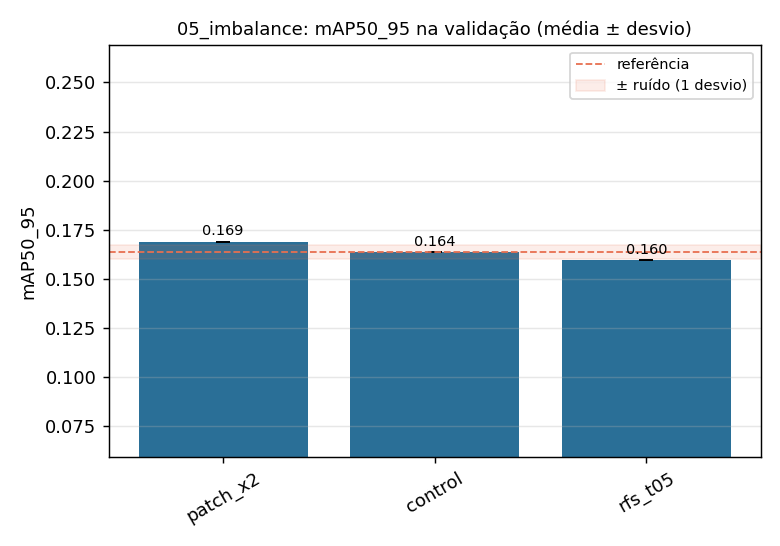 05_imbalance: mAP50_95 na validação (média ± desvio)
referência
± ruído (1 desvio)
mAP50_95
0.250
0.225
0.200
0.175
0.150
0.125
0.100
0.075
0.169
0.164
0.160
patch_x2
control
rfs_t05